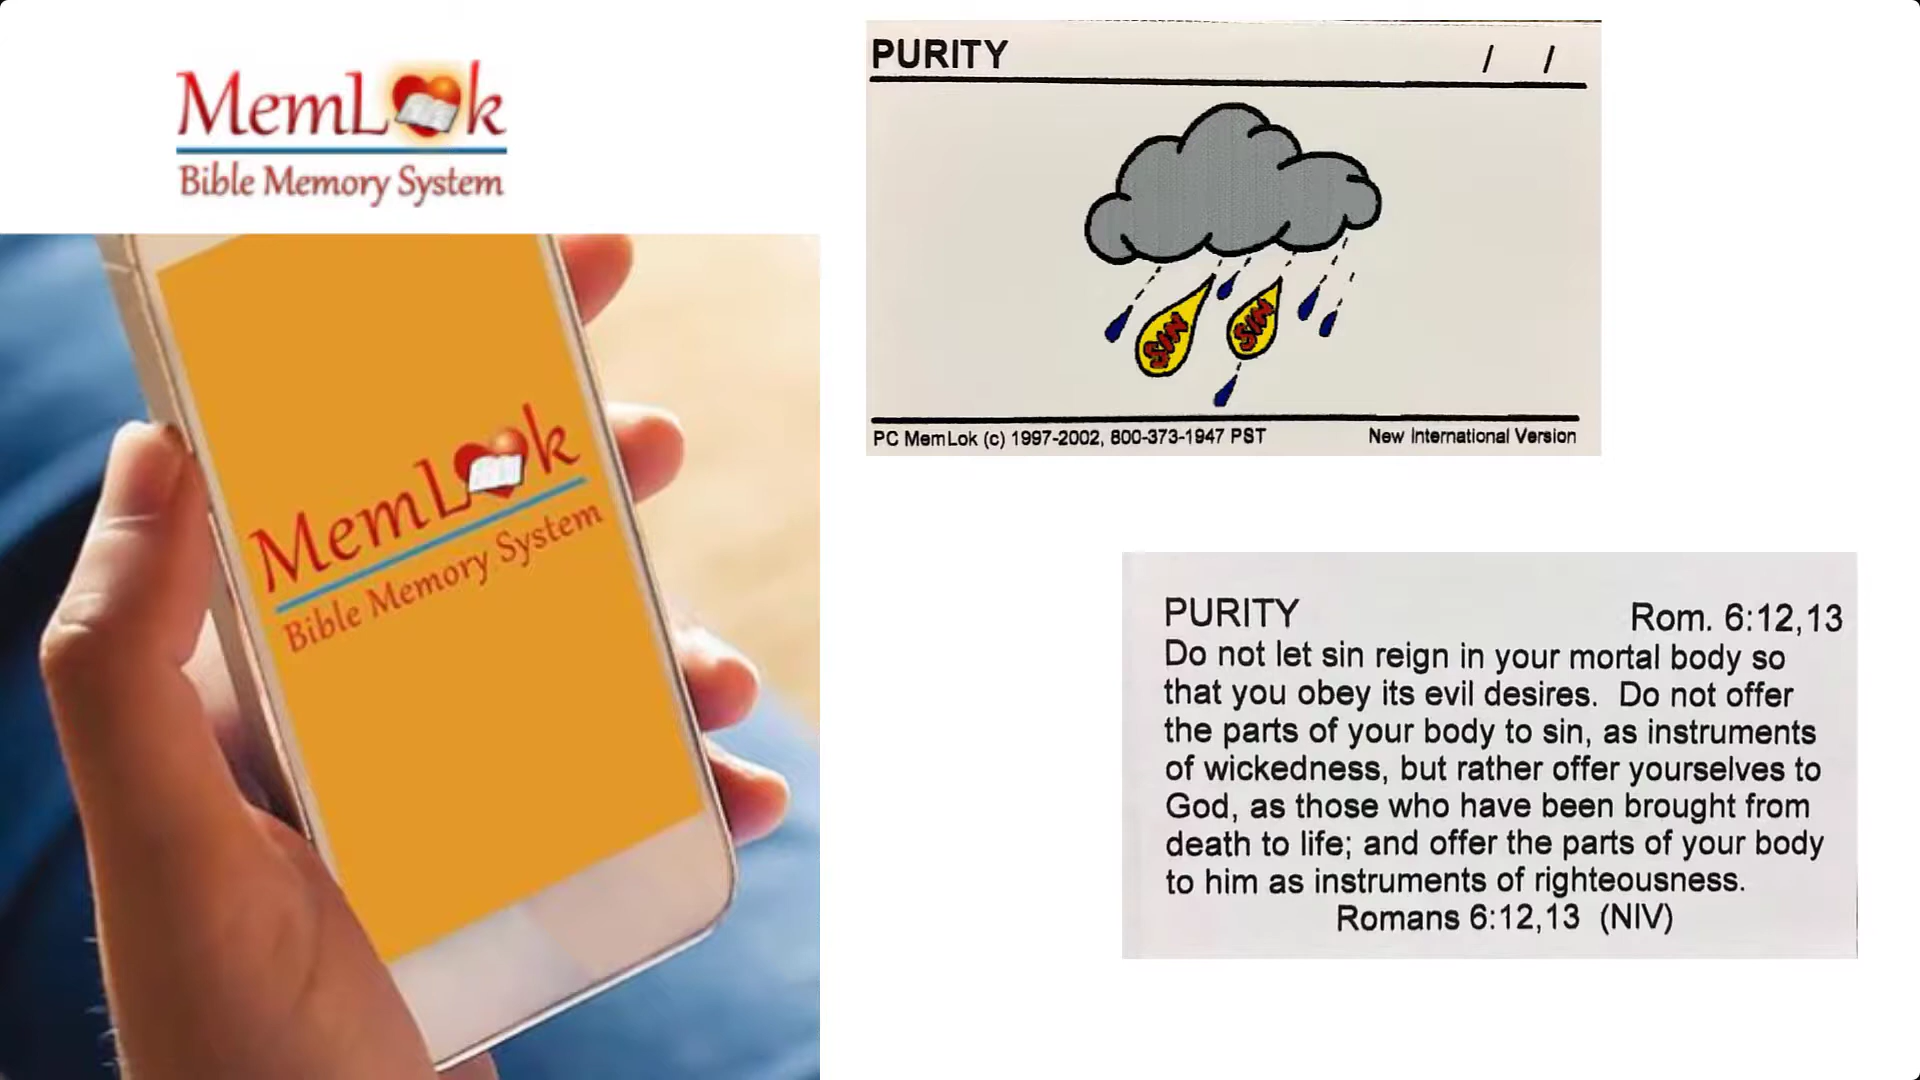 MemLok
Bible Memory System
MemLok
Bible Memory System
PURITY / /
SIN SIN
PC MemLok (c) 1997-2002, 800-373-1947 PST New International Version
PURITY Rom. 6:12,13
Do not let sin reign in your mortal body so
that you obey its evil desires. Do not offer
the parts of your body to sin, as instruments
of wickedness, but rather offer yourselves to
God, as those who have been brought from
death to life; and offer the parts of your body
to him as instruments of righteousness.
Romans 6:12,13 (NIV)